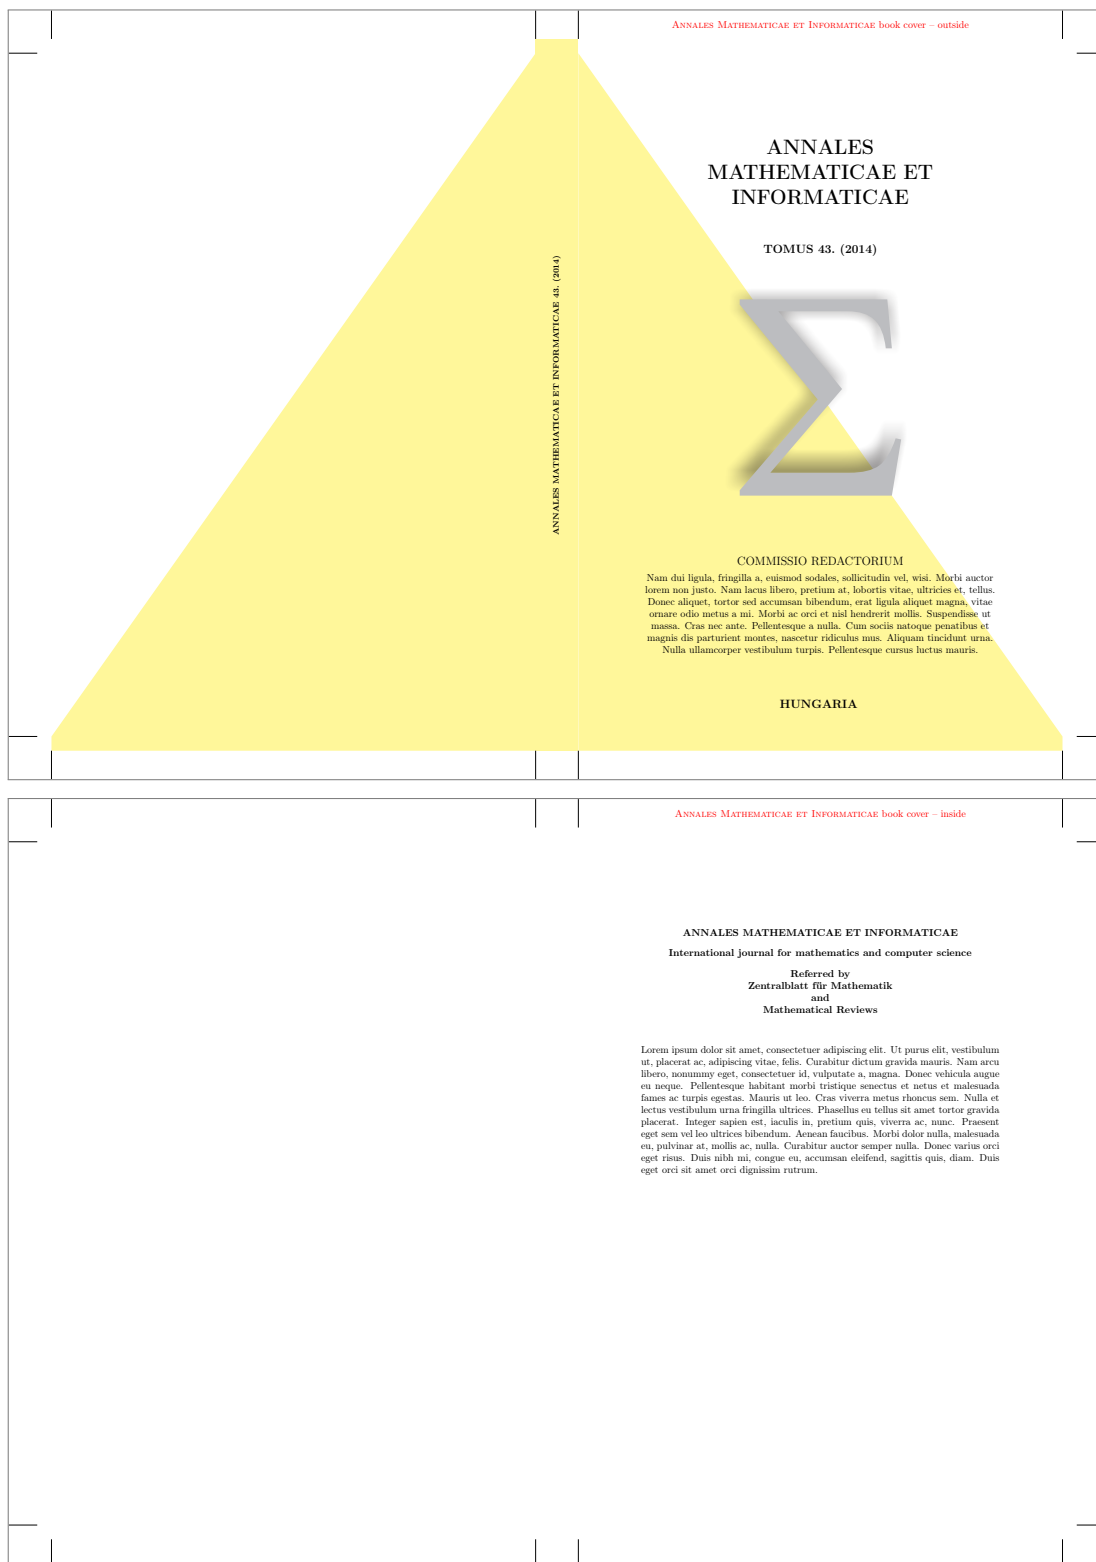 Annales Mathematicae et Informaticae book cover – outside
ANNALES
MATHEMATICAE ET
INFORMATICAE
TOMUS 43. (2014)
ANNALES MATHEMATICAE ET INFORMATICAE 43. (2014)
Σ
COMMISSIO REDACTORIUM
Nam dui ligula, fringilla a, euismod sodales, sollicitudin vel, wisi. Morbi auctor
lorem non justo. Nam lacus libero, pretium at, lobortis vitae, ultricies et, tellus.
Donec aliquet, tortor sed accumsan bibendum, erat ligula aliquet magna, vitae
ornare odio metus a mi. Morbi ac orci et nisl hendrerit mollis. Suspendisse ut
massa. Cras nec ante. Pellentesque a nulla. Cum sociis natoque penatibus et
magnis dis parturient montes, nascetur ridiculus mus. Aliquam tincidunt urna.
Nulla ullamcorper vestibulum turpis. Pellentesque cursus luctus mauris.
HUNGARIA
Annales Mathematicae et Informaticae book cover – inside
ANNALES MATHEMATICAE ET INFORMATICAE
International journal for mathematics and computer science
Referred by
Zentralblatt für Mathematik
and
Mathematical Reviews
Lorem ipsum dolor sit amet, consectetuer adipiscing elit. Ut purus elit, vestibulum
ut, placerat ac, adipiscing vitae, felis. Curabitur dictum gravida mauris. Nam arcu
libero, nonummy eget, consectetuer id, vulputate a, magna. Donec vehicula augue
eu neque. Pellentesque habitant morbi tristique senectus et netus et malesuada
fames ac turpis egestas. Mauris ut leo. Cras viverra metus rhoncus sem. Nulla et
lectus vestibulum urna fringilla ultrices. Phasellus eu tellus sit amet tortor gravida
placerat. Integer sapien est, iaculis in, pretium quis, viverra ac, nunc. Praesent
eget sem vel leo ultrices bibendum. Aenean faucibus. Morbi dolor nulla, malesuada
eu, pulvinar at, mollis ac, nulla. Curabitur auctor semper nulla. Donec varius orci
eget risus. Duis nibh mi, congue eu, accumsan eleifend, sagittis quis, diam. Duis
eget orci sit amet orci dignissim rutrum.